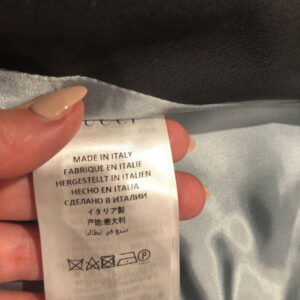 GUCCI
MADE IN ITALY
FABRIQUE EN ITALIE
HERGESTELLT IN ITALIEN
HECHO EN ITALIA
СДЕЛАНО В ИТАЛИИ
イタリア製
产地:意大利
صنع في إيطاليا